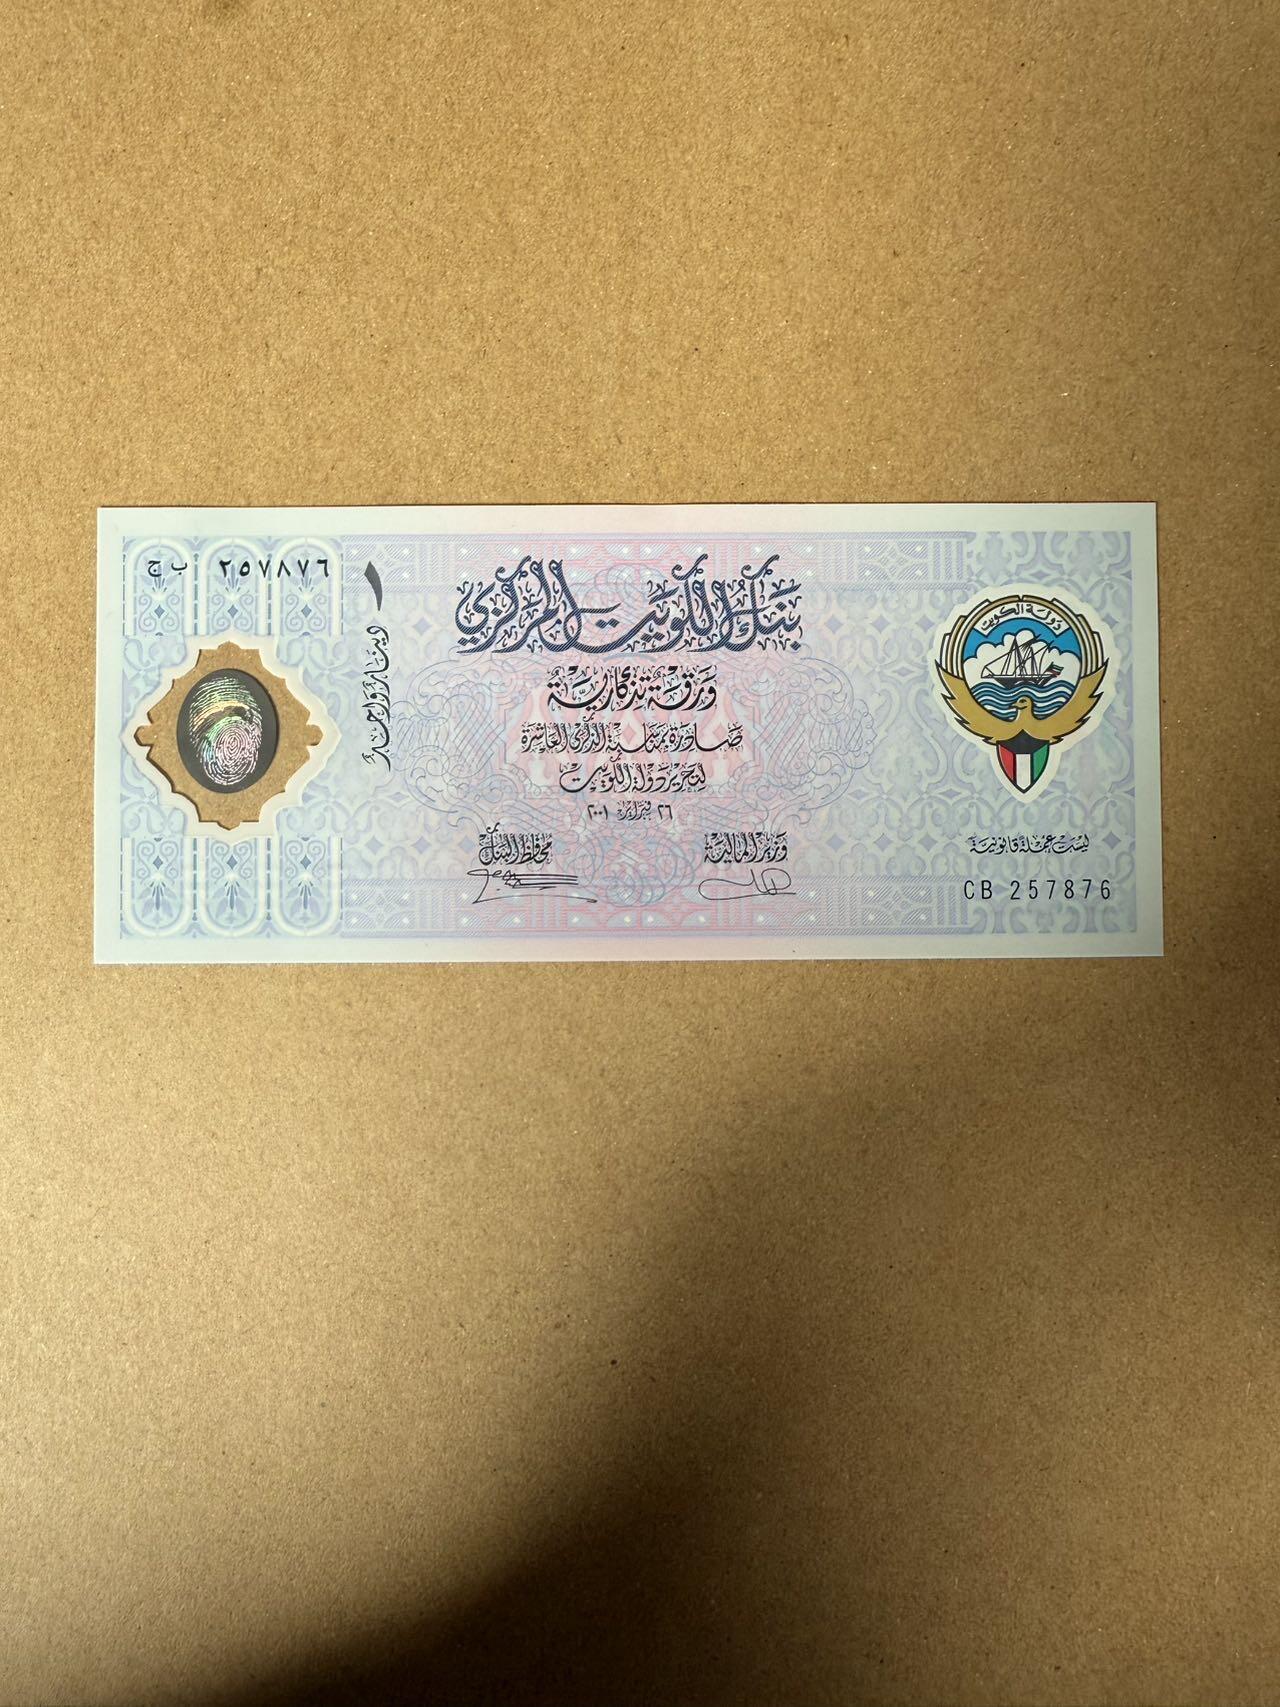 ج ب ٢٥٧٨٧٦
١
دينار واحد
بنك الكويت المركزي
ورقة تذكارية
صادرة بمناسبة الذكرى العاشرة
لتحرير دولة الكويت
٢٦ فبراير ٢٠٠١
وزير المالية
محافظ البنك
دولة الكويت
ليست عملة قانونية
CB 257876